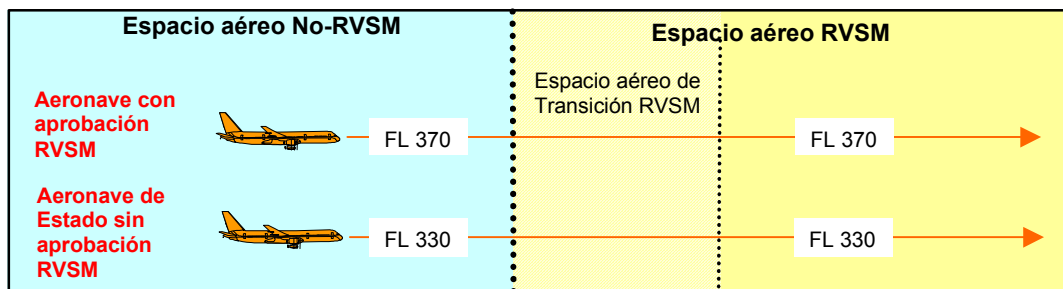 Espacio aéreo No-RVSM
Espacio aéreo RVSM
Espacio aéreo de
Transición RVSM
Aeronave con
aprobación
RVSM
FL 370
FL 370
Aeronave de
Estado sin
aprobación
RVSM
FL 330
FL 330